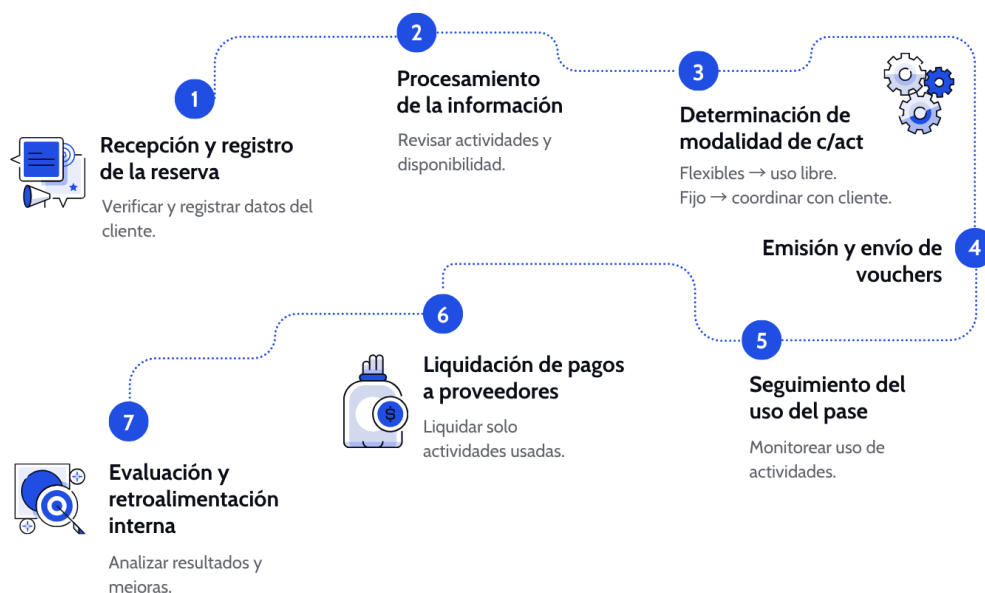 1
Recepción y registro
de la reserva
Verificar y registrar datos del
cliente.
2
Procesamiento
de la información
Revisar actividades y
disponibilidad.
3
Determinación de
modalidad de c/act
Flexibles → uso libre.
Fijo → coordinar con cliente.
4
Emisión y envío de
vouchers
5
Seguimiento del
uso del pase
Monitorear uso de
actividades.
6
Liquidación de pagos
a proveedores
$
Liquidar solo
actividades usadas.
7
Evaluación y
retroalimentación
interna
Analizar resultados y
mejoras.